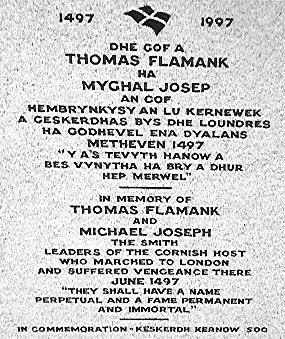 1497 1997
DHE GOF A
THOMAS FLAMANK
HA
MYGHAL JOSEP
AN GOF
HEMBRYNKYSY AN LU KERNEWEK
A GESKERDHAS BYS DHE LOUNDRES
HA GODHEVEL ENA DYALANS
METHEVEN 1497
"Y A'S TEVYTH HANOW A
BES VYNYTHA HA BRY A DHUR
HEP MERWEL"
IN MEMORY OF
THOMAS FLAMANK
AND
MICHAEL JOSEPH
THE SMITH
LEADERS OF THE CORNISH HOST
WHO MARCHED TO LONDON
AND SUFFERED VENGEANCE THERE
JUNE 1497
"THEY SHALL HAVE A NAME
PERPETUAL AND A FAME PERMANENT
AND IMMORTAL"
IN COMMEMORATION - KESKERDH KERNOW 500